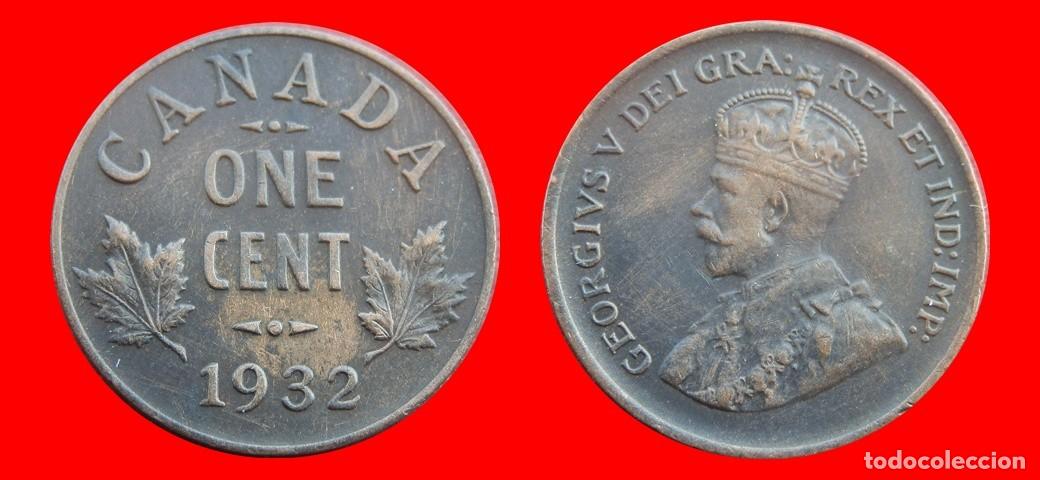 CANADA
ONE
CENT
1932
GEORGIVS V DEI GRA: REX ET IND: IMP:
todocoleccion